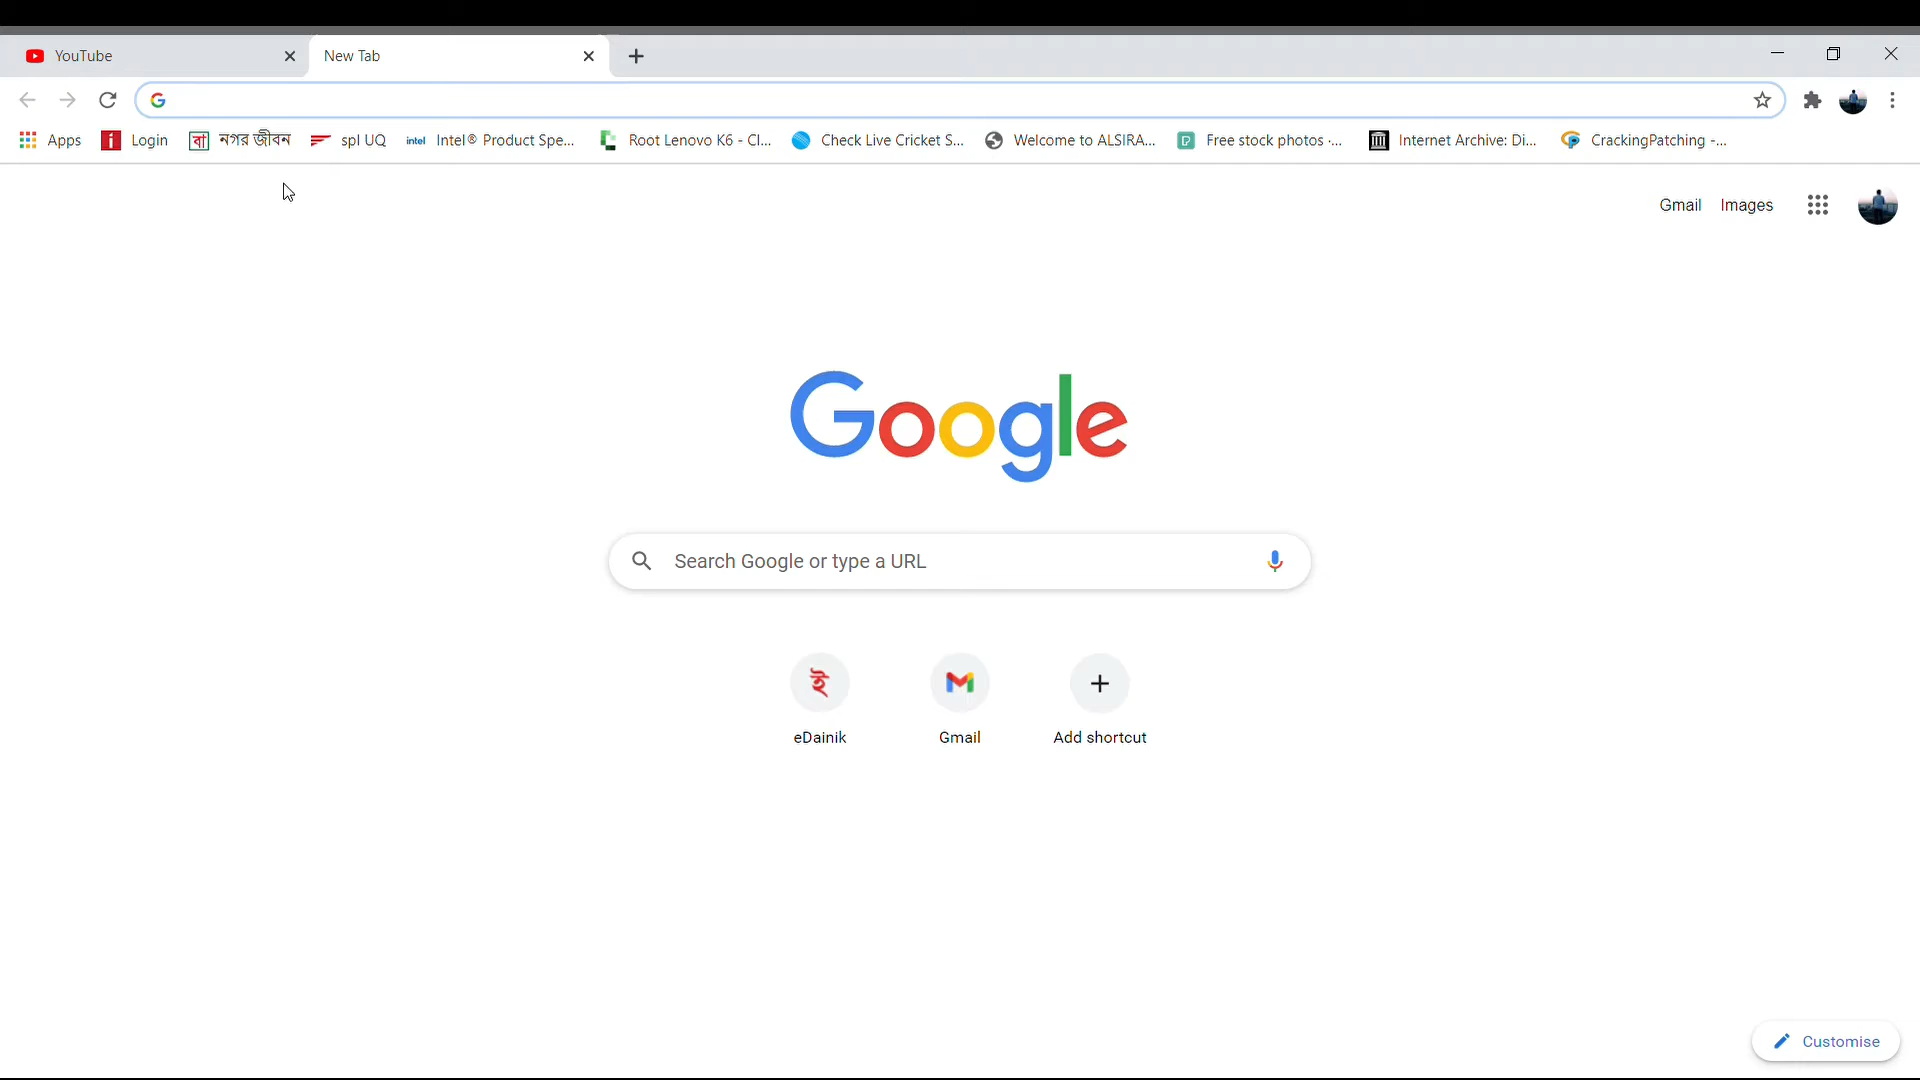 YouTube
New Tab
Apps
Login
বা
নগর জীবন
spl UQ
intel
Intel® Product Spe...
Root Lenovo K6 - Cl...
Check Live Cricket S...
Welcome to ALSIRA...
Free stock photos ·...
Internet Archive: Di...
CrackingPatching -...
Gmail
Images
Google
Search Google or type a URL
ই
eDainik
Gmail
Add shortcut
Customise